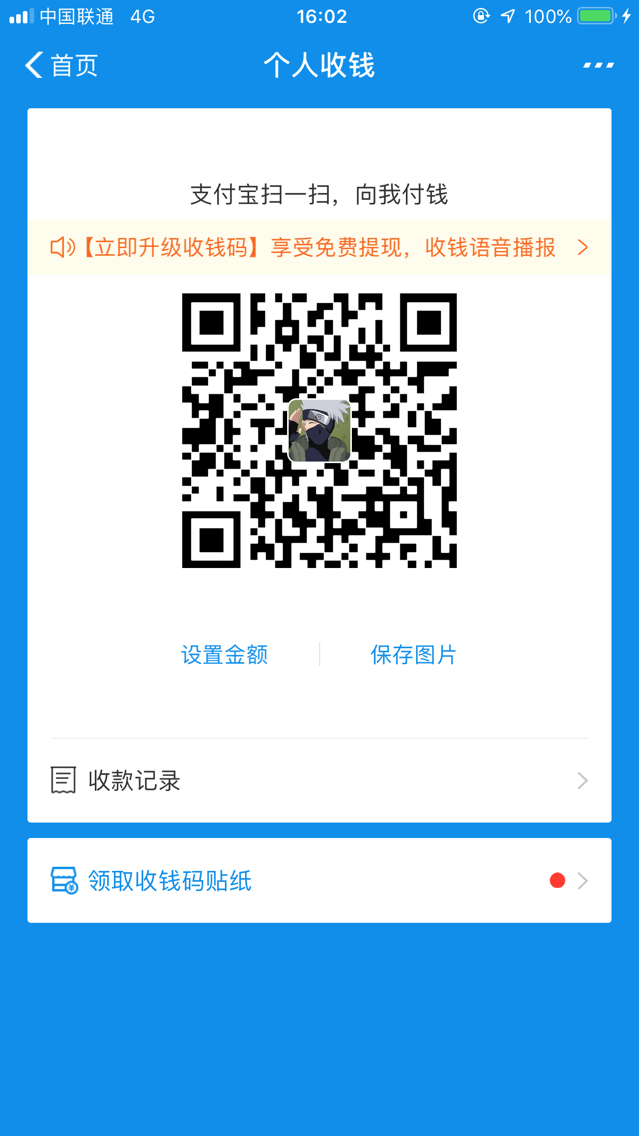 中国联通 4G 16:02 100%
首页 个人收钱
支付宝扫一扫，向我付钱
【立即升级收钱码】享受免费提现，收钱语音播报
设置金额 保存图片
收款记录
领取收钱码贴纸